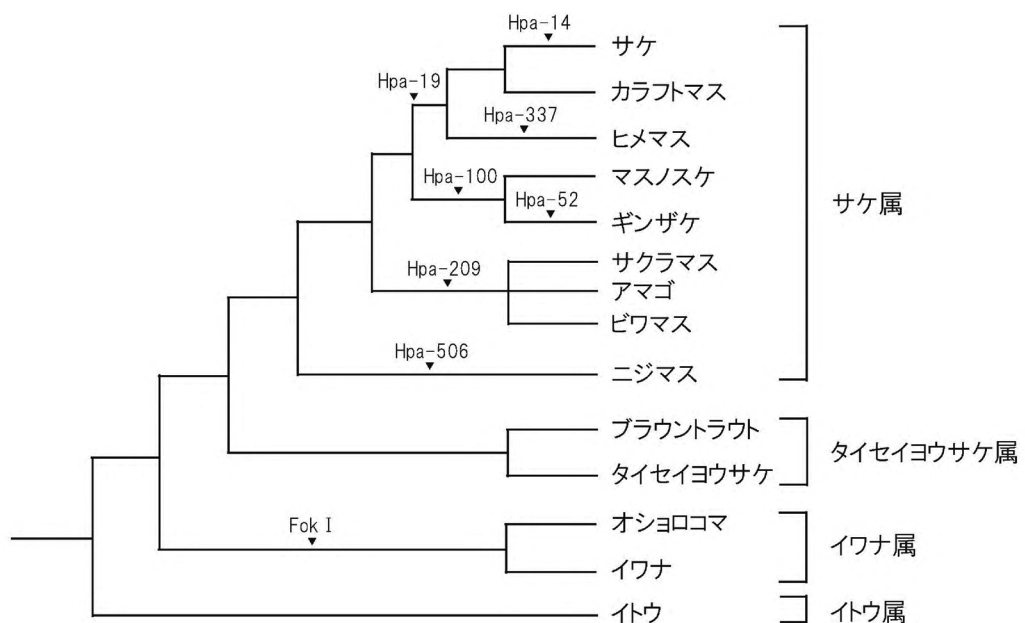 Hpa-14
サケ
Hpa-19
カラフトマス
Hpa-337
ヒメマス
Hpa-100
マスノスケ
Hpa-52
ギンザケ
サケ属
Hpa-209
サクラマス
アマゴ
ビワマス
Hpa-506
ニジマス
ブラウントラウト
タイセイヨウサケ
タイセイヨウサケ属
オショロコマ
Fok I
イワナ
イワナ属
イトウ
イトウ属